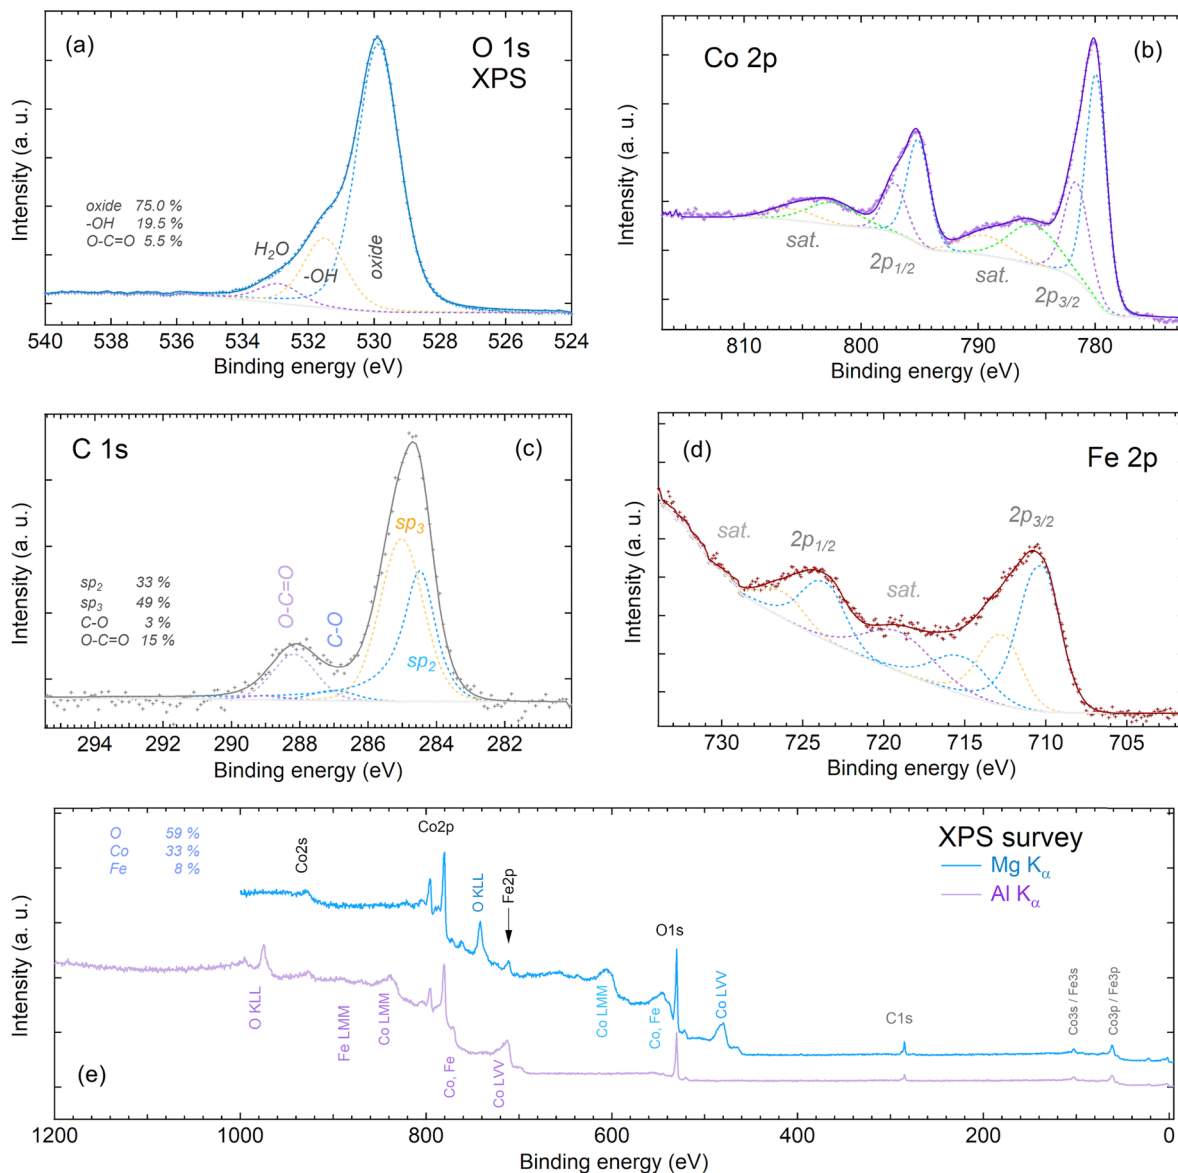 (a)
O 1s
XPS
oxide 75.0 %
-OH 19.5 %
O-C=O 5.5 %
H₂O
-OH
oxide
Intensity (a. u.)
540 538 536 534 532 530 528 526 524
Binding energy (eV)
Co 2p
(b)
sat.
2p1/2
sat.
2p3/2
Intensity (a. u.)
810 800 790 780
Binding energy (eV)
C 1s
(c)
sp₃
O-C=O
C-O
sp₂
sp₂ 33 %
sp₃ 49 %
C-O 3 %
O-C=O 15 %
Intensity (a. u.)
294 292 290 288 286 284 282
Binding energy (eV)
(d)
Fe 2p
sat.
2p1/2
sat.
2p3/2
Intensity (a. u.)
730 725 720 715 710 705
Binding energy (eV)
O 59 %
Co 33 %
Fe 8 %
XPS survey
Mg Kα
Al Kα
Co2s
Co2p
O KLL
Fe2p
O1s
Co LMM
Co, Fe
Co LVV
C1s
Co3s / Fe3s
Co3p / Fe3p
O KLL
Fe LMM
Co LMM
Co, Fe
Co LVV
(e)
Intensity (a. u.)
1200 1000 800 600 400 200 0
Binding energy (eV)